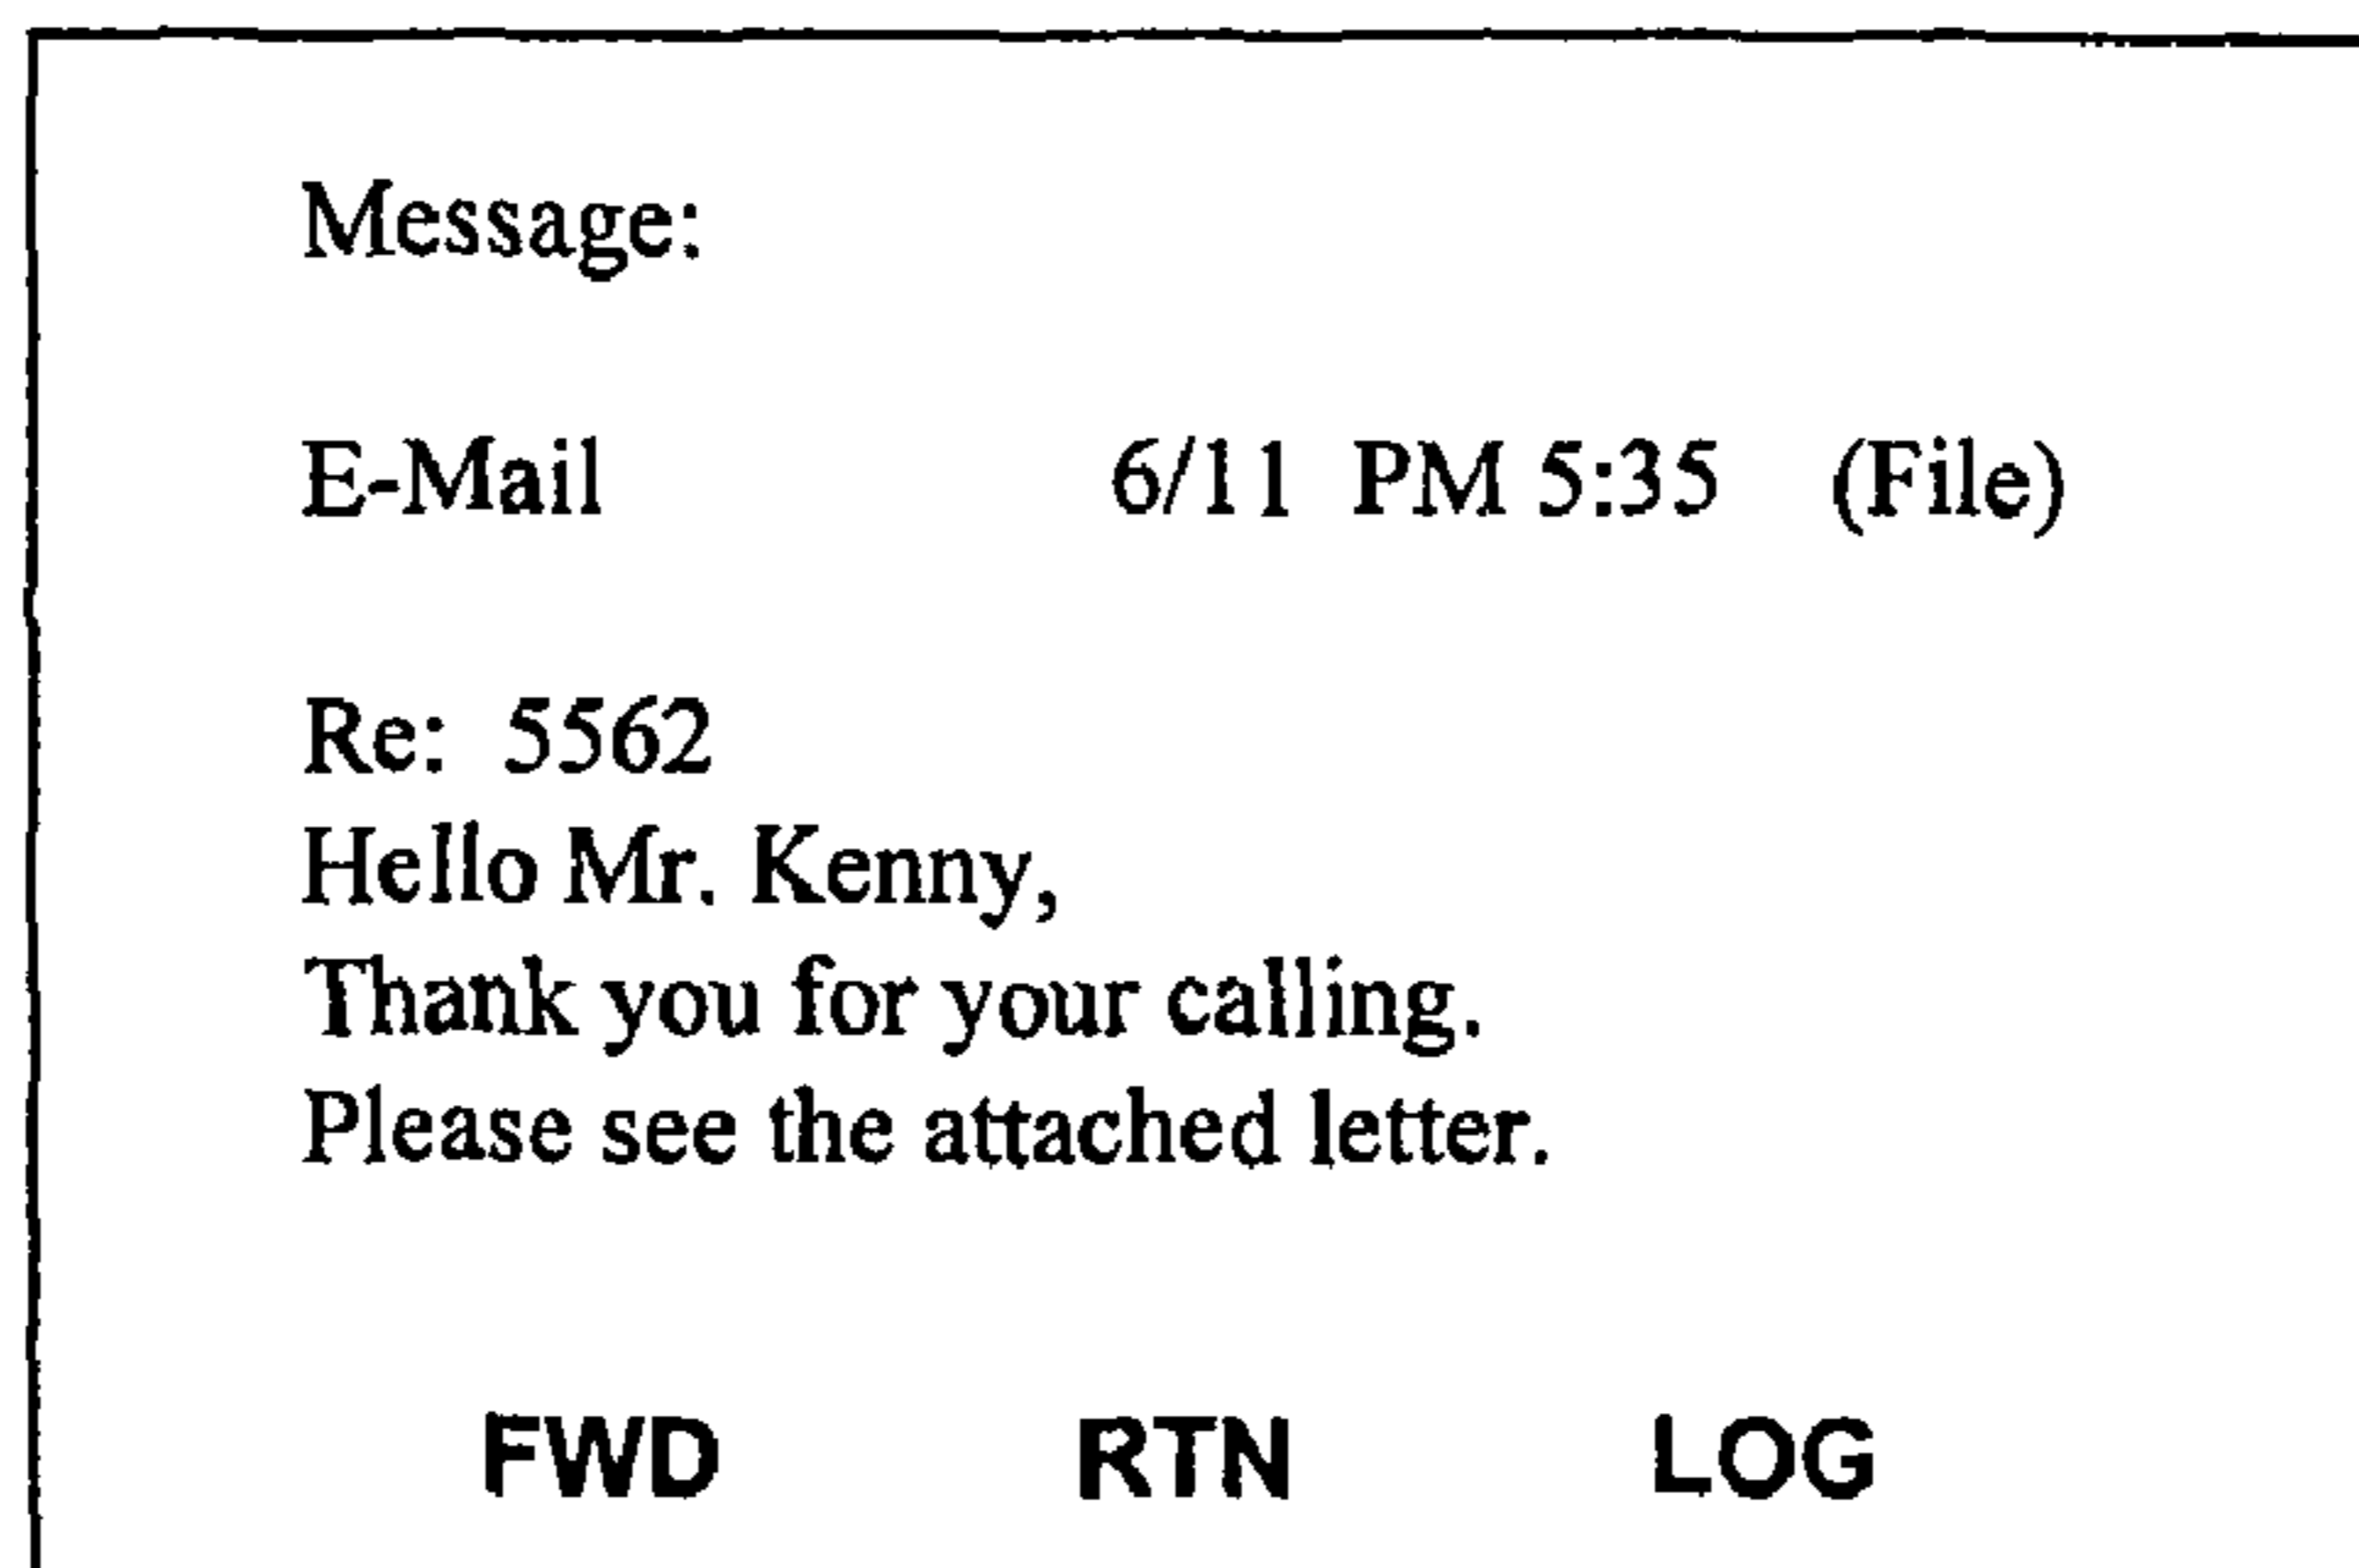 Message:
E-Mail 6/11 PM 5:35 (File)
Re: 5562
Hello Mr. Kenny,
Thank you for your calling.
Please see the attached letter.
FWD RTN LOG